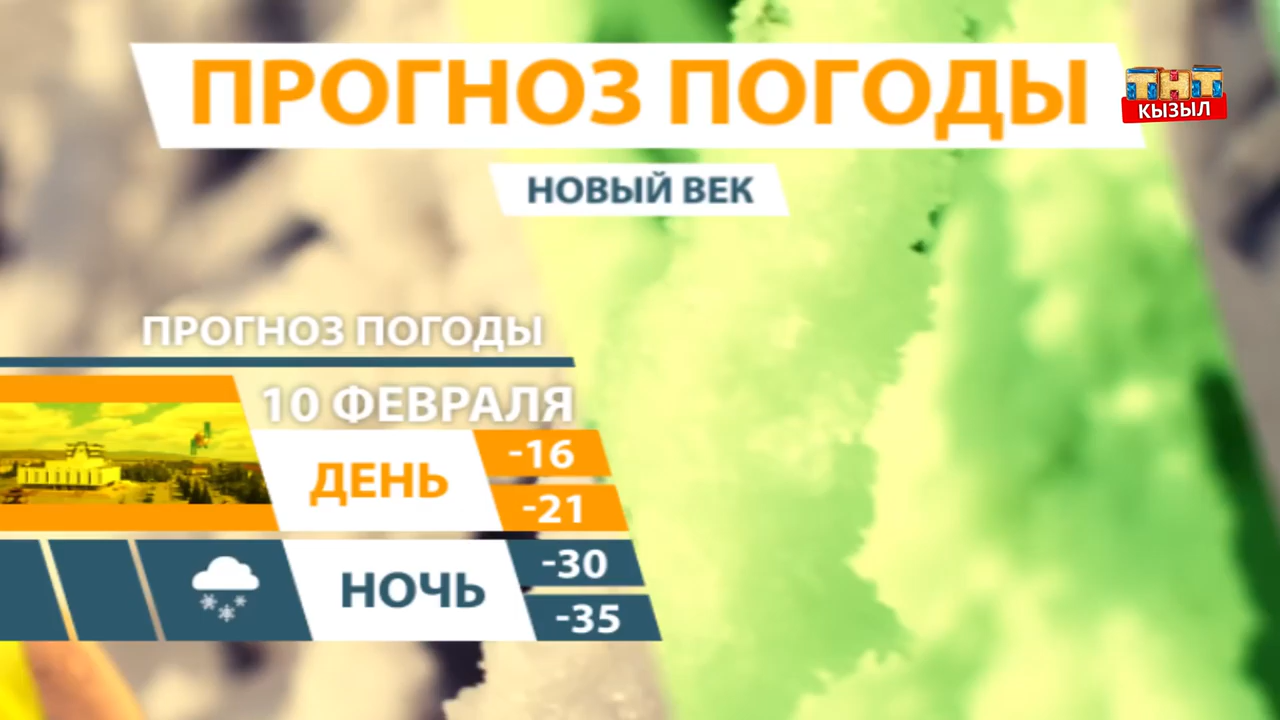 ПРОГНОЗ ПОГОДЫ
ТНТ
КЫЗЫЛ
НОВЫЙ ВЕК
ПРОГНОЗ ПОГОДЫ
10 ФЕВРАЛЯ
ДЕНЬ
-16
-21
НОЧЬ
-30
-35